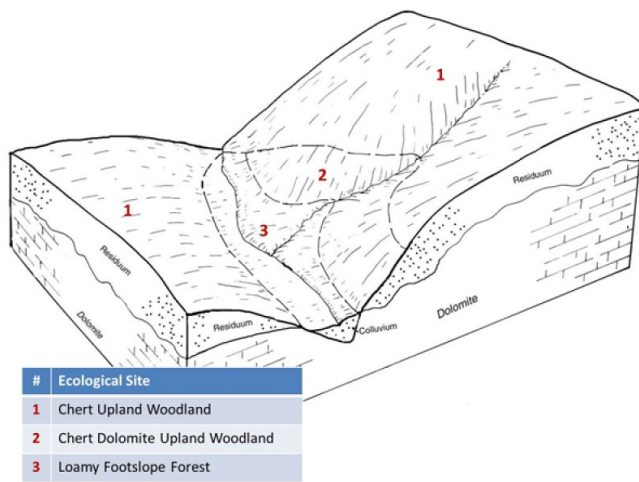 1
Residuum
2
1
3
Residuum
Residuum
Dolomite
Colluvium
Dolomite
# Ecological Site
1 Chert Upland Woodland
2 Chert Dolomite Upland Woodland
3 Loamy Footslope Forest